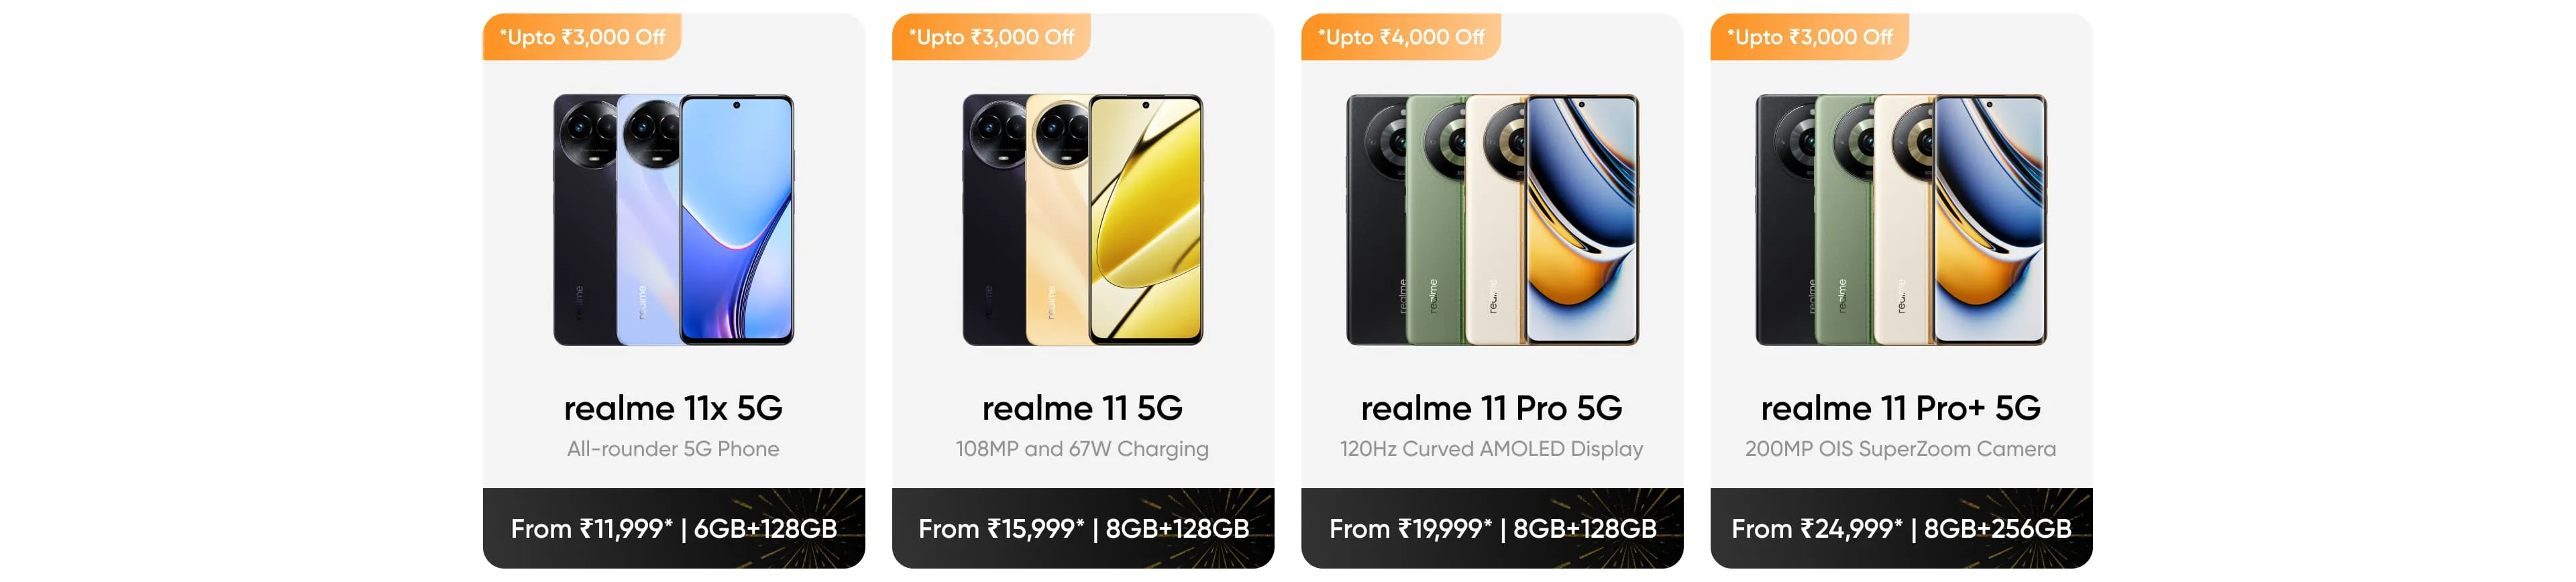 *Upto ₹3,000 Off
realme
realme
realme 11x 5G
All-rounder 5G Phone
From ₹11,999* | 6GB+128GB
*Upto ₹3,000 Off
realme
realme
realme 11 5G
108MP and 67W Charging
From ₹15,999* | 8GB+128GB
*Upto ₹4,000 Off
realme
realme
realme
realme 11 Pro 5G
120Hz Curved AMOLED Display
From ₹19,999* | 8GB+128GB
*Upto ₹3,000 Off
realme
realme
realme
realme 11 Pro+ 5G
200MP OIS SuperZoom Camera
From ₹24,999* | 8GB+256GB